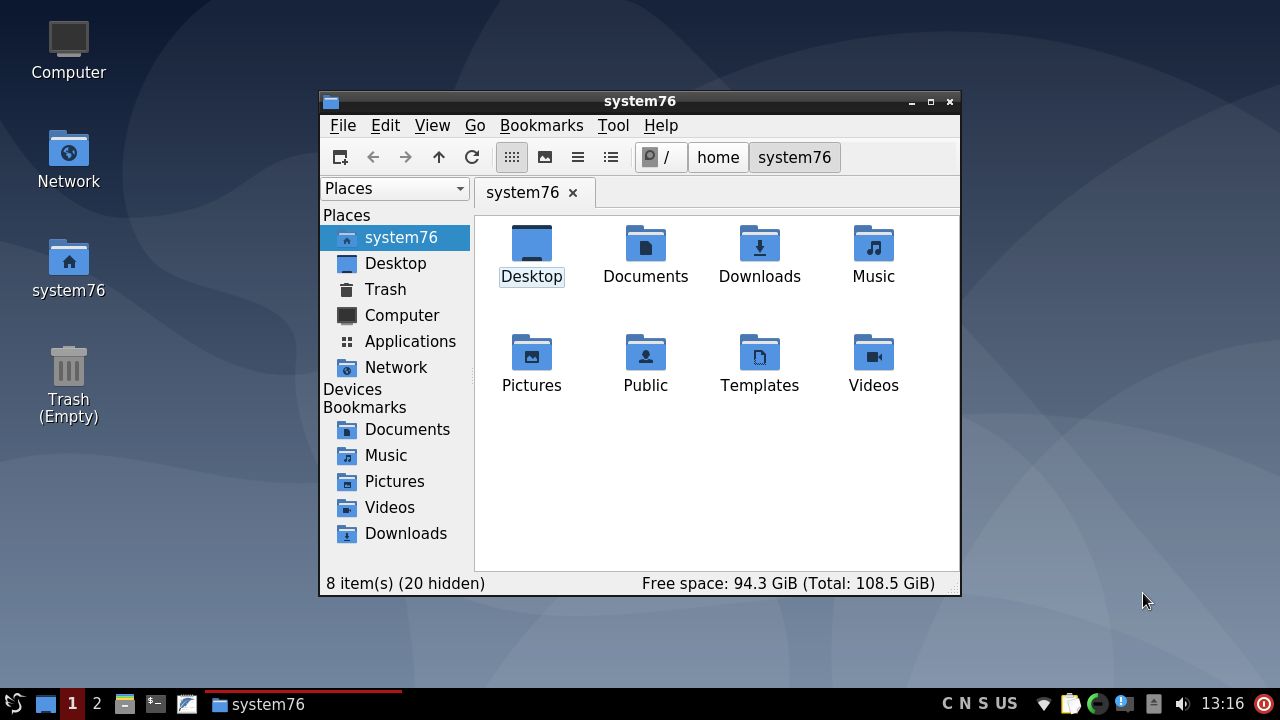 Computer
Network
system76
Trash
(Empty)
system76
File Edit View Go Bookmarks Tool Help
/ home system76
Places
system76
Places
system76
Desktop
Trash
Computer
Applications
Network
Devices
Bookmarks
Documents
Music
Pictures
Videos
Downloads
Desktop Documents Downloads Music
Pictures Public Templates Videos
8 item(s) (20 hidden) Free space: 94.3 GiB (Total: 108.5 GiB)
1 2 $- system76 C N S US 13:16